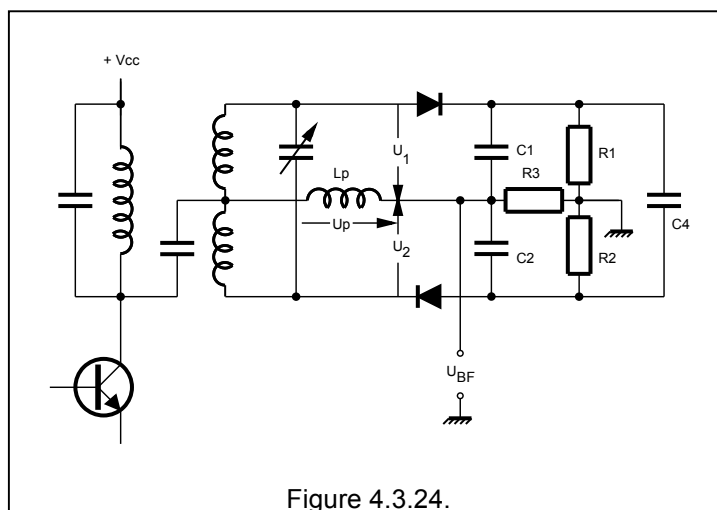 + Vcc
U1
C1
R3
R1
Lp
Up
U2
C2
R2
C4
UBF
Figure 4.3.24.